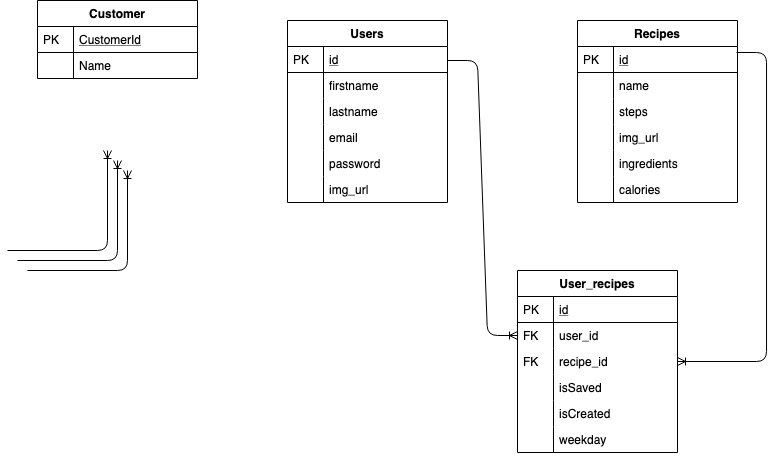 Customer
PK CustomerId
Name
Users
PK id
firstname
lastname
email
password
img_url
Recipes
PK id
name
steps
img_url
ingredients
calories
User_recipes
PK id
FK user_id
FK recipe_id
isSaved
isCreated
weekday